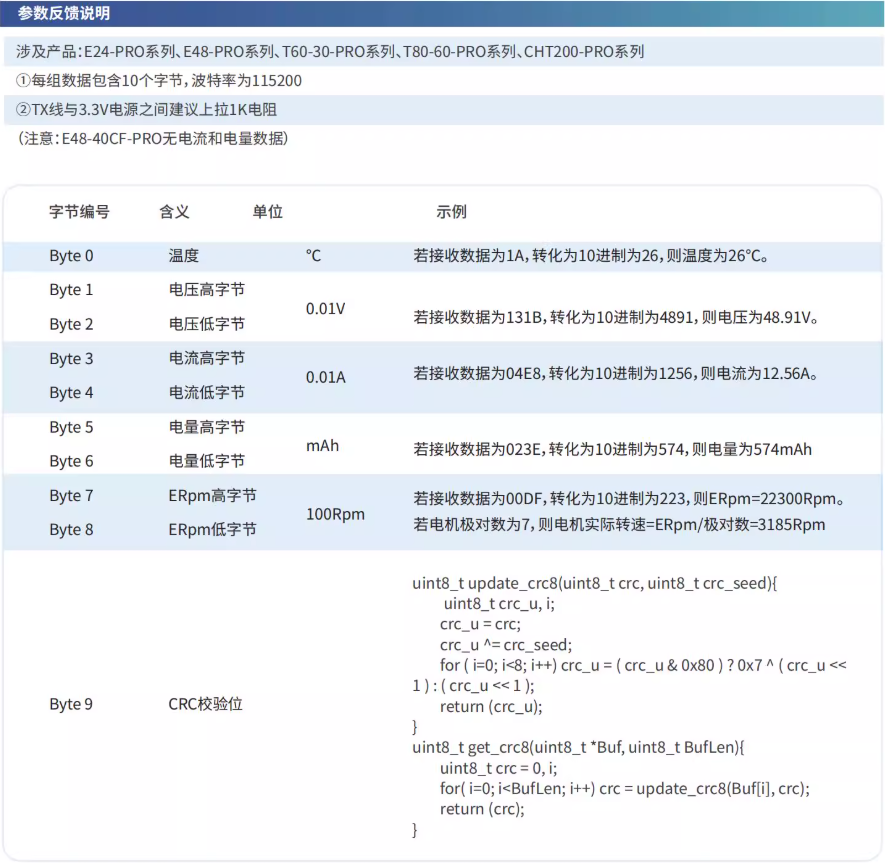 参数反馈说明
涉及产品：E24-PRO系列、E48-PRO系列、T60-30-PRO系列、T80-60-PRO系列、CHT200-PRO系列
①每组数据包含10个字节，波特率为115200
②TX线与3.3V电源之间建议上拉1K电阻
（注意：E48-40CF-PRO无电流和电量数据）
字节编号 含义 单位 示例
Byte 0 温度 °C 若接收数据为1A，转化为10进制为26，则温度为26°C。
Byte 1 电压高字节
0.01V 若接收数据为131B，转化为10进制为4891，则电压为48.91V。
Byte 2 电压低字节
Byte 3 电流高字节
0.01A 若接收数据为04E8，转化为10进制为1256，则电流为12.56A。
Byte 4 电流低字节
Byte 5 电量高字节
mAh 若接收数据为023E，转化为10进制为574，则电量为574mAh
Byte 6 电量低字节
Byte 7 ERpm高字节 若接收数据为00DF，转化为10进制为223，则ERpm=22300Rpm。
100Rpm
Byte 8 ERpm低字节 若电机极对数为7，则电机实际转速=ERpm/极对数=3185Rpm
Byte 9 CRC校验位
uint8_t update_crc8(uint8_t crc, uint8_t crc_seed){
uint8_t crc_u, i;
crc_u = crc;
crc_u ^= crc_seed;
for ( i=0; i<8; i++) crc_u = ( crc_u & 0x80 ) ? 0x7 ^ ( crc_u <<
1 ) : ( crc_u << 1 );
return (crc_u);
}
uint8_t get_crc8(uint8_t *Buf, uint8_t BufLen){
uint8_t crc = 0, i;
for( i=0; i<BufLen; i++) crc = update_crc8(Buf[i], crc);
return (crc);
}